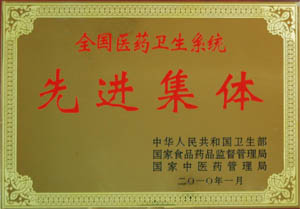 全国医药卫生系统
先进集体
中华人民共和国卫生部
国家食品药品监督管理局
国家中医药管理局
二〇一〇年一月